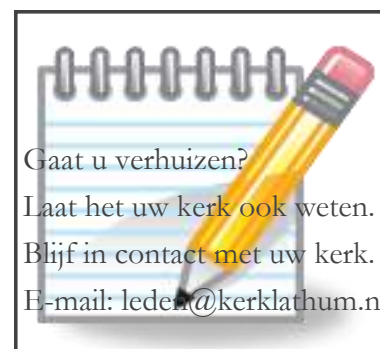 Gaat u verhuizen?
Laat het uw kerk ook weten.
Blijf in contact met uw kerk.
E-mail: leden@kerklathum.n